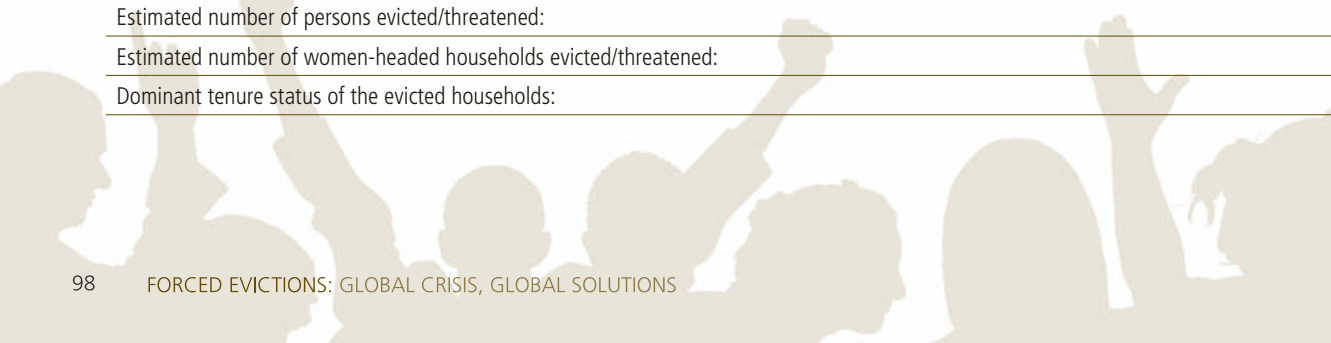 Estimated number of persons evicted/threatened:
Estimated number of women-headed households evicted/threatened:
Dominant tenure status of the evicted households:
98 FORCED EVICTIONS: GLOBAL CRISIS, GLOBAL SOLUTIONS